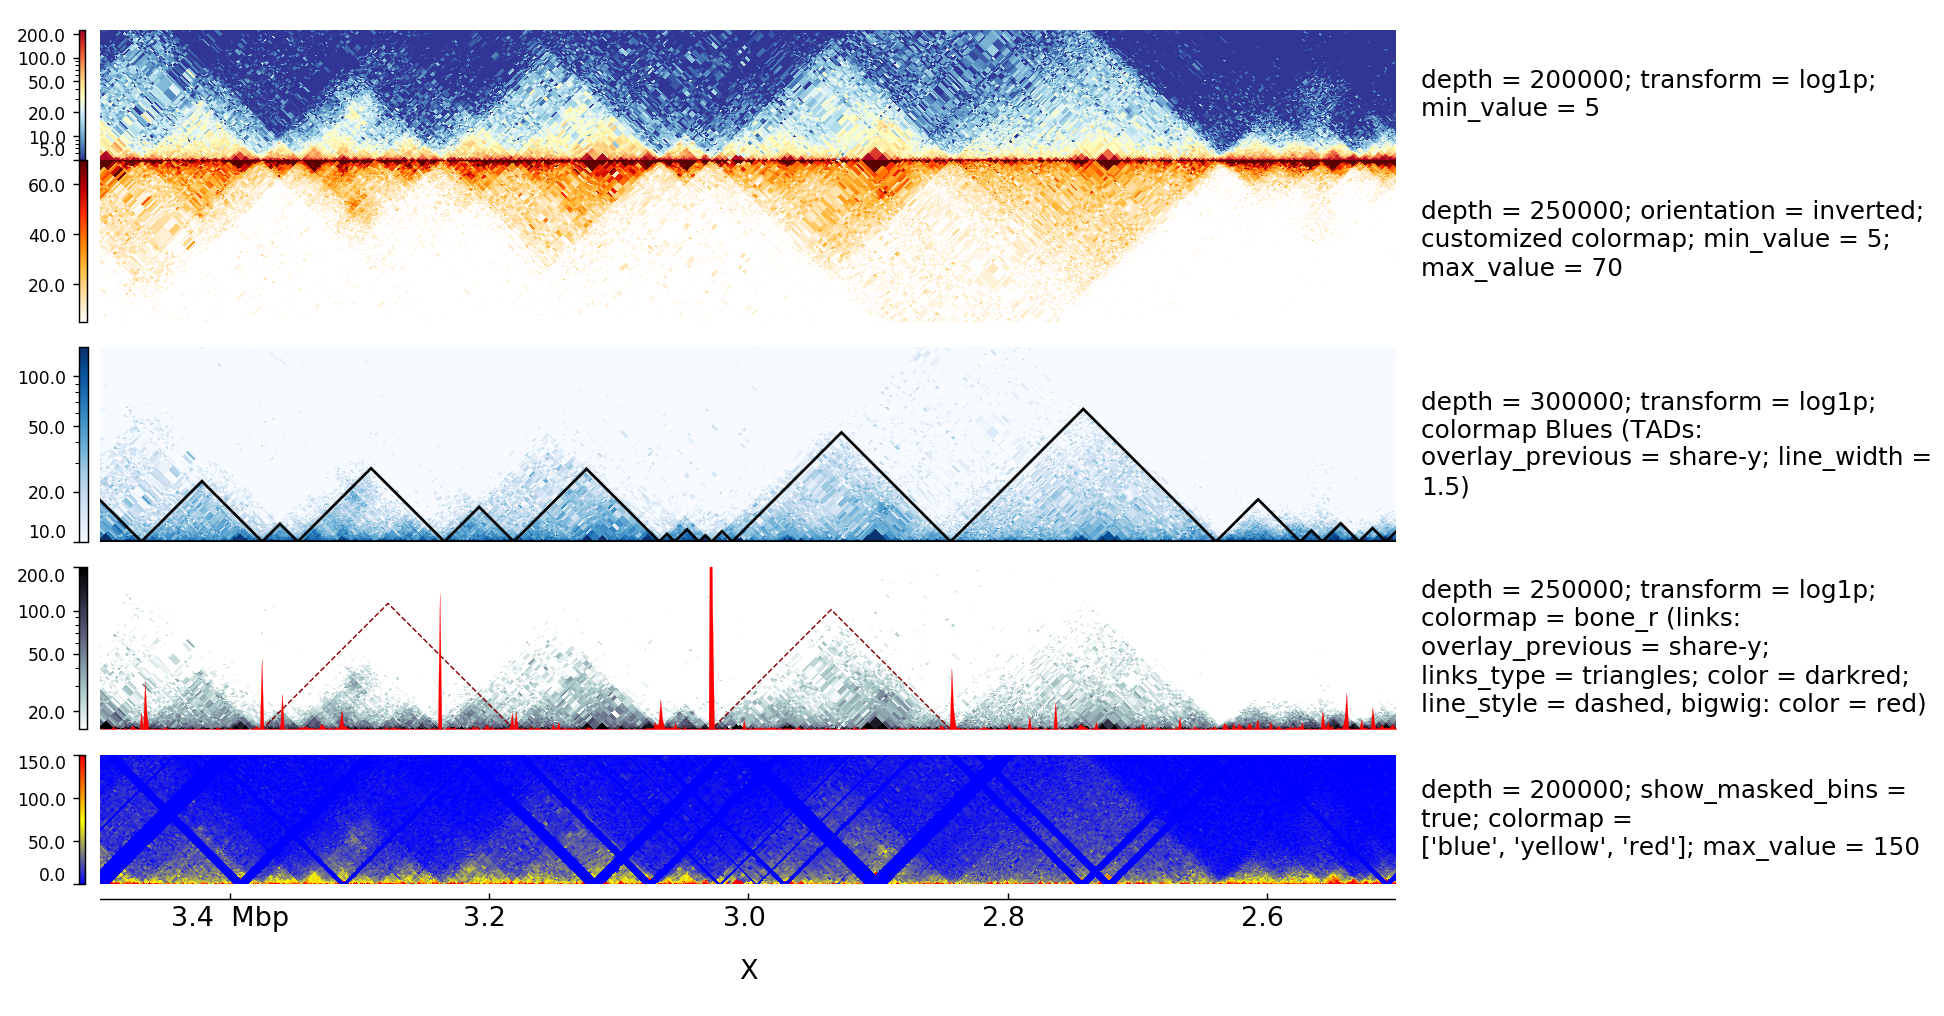 200.0
100.0
50.0
20.0
10.0
5.0
depth = 200000; transform = log1p;
min_value = 5
60.0
40.0
20.0
depth = 250000; orientation = inverted;
customized colormap; min_value = 5;
max_value = 70
100.0
50.0
20.0
10.0
depth = 300000; transform = log1p;
colormap Blues (TADs:
overlay_previous = share-y; line_width =
1.5)
200.0
100.0
50.0
20.0
depth = 250000; transform = log1p;
colormap = bone_r (links:
overlay_previous = share-y;
links_type = triangles; color = darkred;
line_style = dashed, bigwig: color = red)
150.0
100.0
50.0
0.0
depth = 200000; show_masked_bins =
true; colormap =
['blue', 'yellow', 'red']; max_value = 150
3.4 Mbp 3.2 3.0 2.8 2.6
X